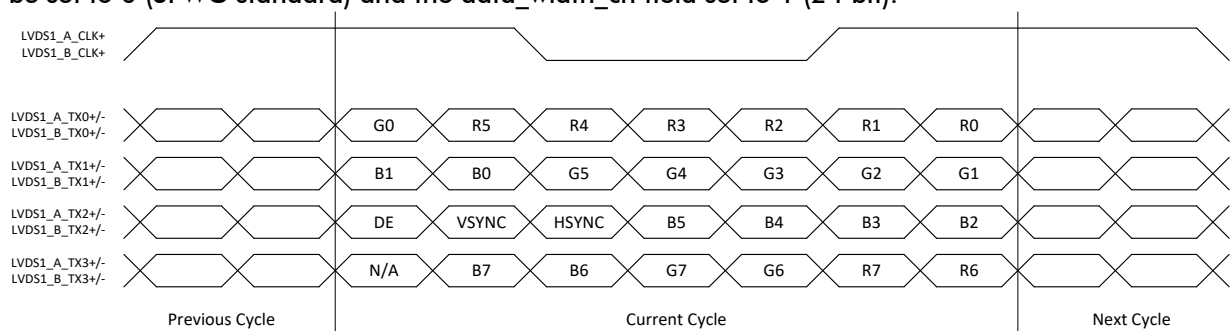 be set to 0 (SPWG standard) and the data_width_ch field set to 1 (24 bit).
LVDS1_A_CLK+
LVDS1_B_CLK+
LVDS1_A_TX0+/-
LVDS1_B_TX0+/-
G0 R5 R4 R3 R2 R1 R0
LVDS1_A_TX1+/-
LVDS1_B_TX1+/-
B1 B0 G5 G4 G3 G2 G1
LVDS1_A_TX2+/-
LVDS1_B_TX2+/-
DE VSYNC HSYNC B5 B4 B3 B2
LVDS1_A_TX3+/-
LVDS1_B_TX3+/-
N/A B7 B6 G7 G6 R7 R6
Previous Cycle Current Cycle Next Cycle